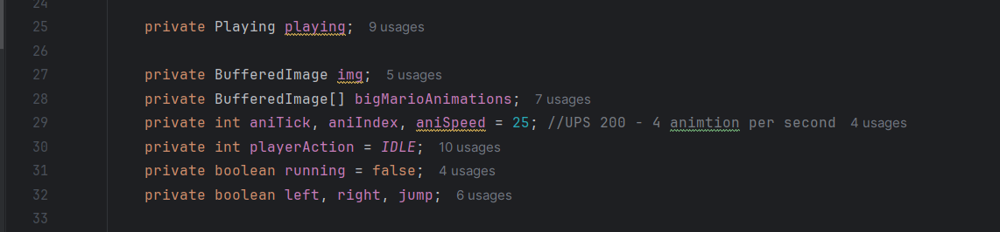 24
25 private Playing playing; 9 usages
26
27 private BufferedImage img; 5 usages
28 private BufferedImage[] bigMarioAnimations; 7 usages
29 private int aniTick, aniIndex, aniSpeed = 25; //UPS 200 - 4 animtion per second 4 usages
30 private int playerAction = IDLE; 10 usages
31 private boolean running = false; 4 usages
32 private boolean left, right, jump; 6 usages
33